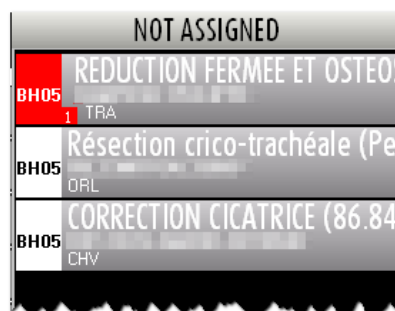 NOT ASSIGNED
REDUCTION FERMEE ET OSTEOS
BH05
1 TRA
Résection crico-trachéale (Pe
BH05
ORL
CORRECTION CICATRICE (86.84
BH05
CHV